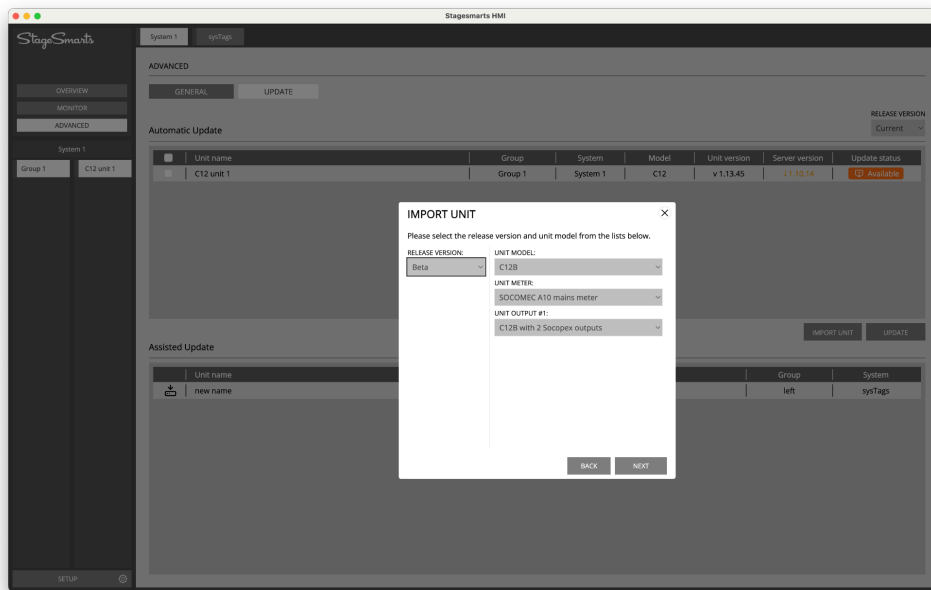 Stagesmarts HMI
StageSmarts
System 1
sysTags
ADVANCED
OVERVIEW
MONITOR
ADVANCED
GENERAL
UPDATE
RELEASE VERSION
Current
Automatic Update
System 1
Group 1
C12 unit 1
Unit name
Group
System
Model
Unit version
Server version
Update status
C12 unit 1
Group 1
System 1
C12
v 1.13.45
↓1.10.14
Available
IMPORT UNIT
Please select the release version and unit model from the lists below.
RELEASE VERSION:
Beta
UNIT MODEL:
C12B
UNIT METER:
SOCOMEC A10 mains meter
UNIT OUTPUT #1:
C12B with 2 Socopex outputs
BACK
NEXT
IMPORT UNIT
UPDATE
Assisted Update
Unit name
Group
System
new name
left
sysTags
SETUP